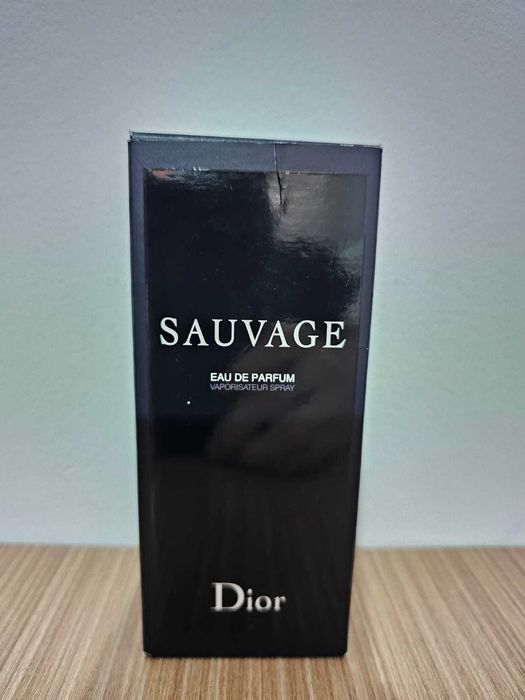 SAUVAGE
EAU DE PARFUM
VAPORISATEUR SPRAY
Dior